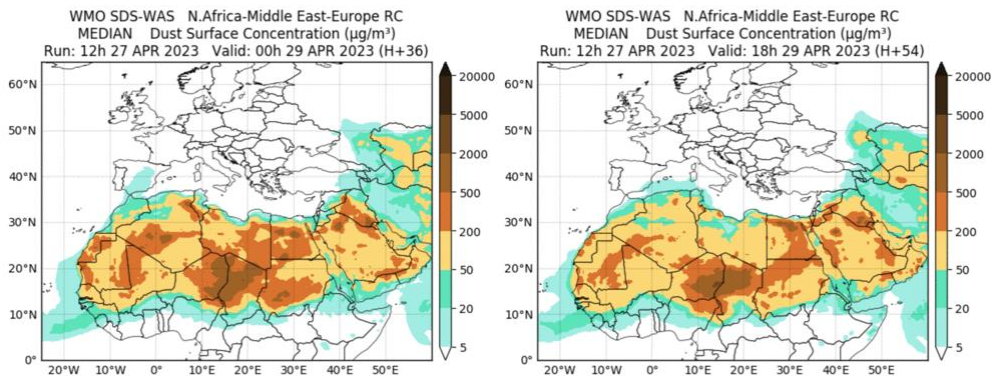 WMO SDS-WAS N.Africa-Middle East-Europe RC
MEDIAN Dust Surface Concentration (µg/m³)
Run: 12h 27 APR 2023 Valid: 00h 29 APR 2023 (H+36)
60°N
50°N
40°N
30°N
20°N
10°N
0°
20°W
10°W
0°
10°E
20°E
30°E
40°E
50°E
20000
5000
2000
500
200
50
20
5
WMO SDS-WAS N.Africa-Middle East-Europe RC
MEDIAN Dust Surface Concentration (µg/m³)
Run: 12h 27 APR 2023 Valid: 18h 29 APR 2023 (H+54)
60°N
50°N
40°N
30°N
20°N
10°N
0°
20°W
10°W
0°
10°E
20°E
30°E
40°E
50°E
20000
5000
2000
500
200
50
20
5